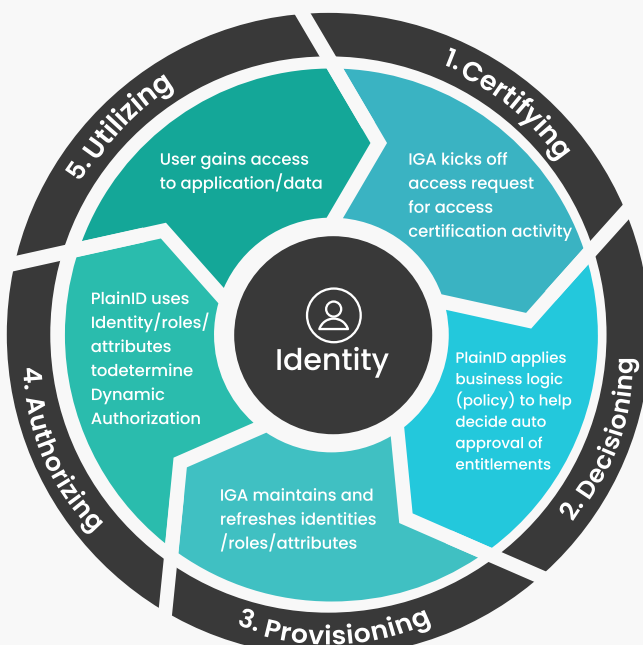 1. Certifying
IGA kicks off
access request
for access
certification activity
2. Decisioning
PlainID applies
business logic
(policy) to help
decide auto
approval of
entitlements
3. Provisioning
IGA maintains and
refreshes identities
/roles/attributes
4. Authorizing
PlainID uses
Identity/roles/
attributes
todetermine
Dynamic
Authorization
5. Utilizing
User gains access
to application/data
Identity